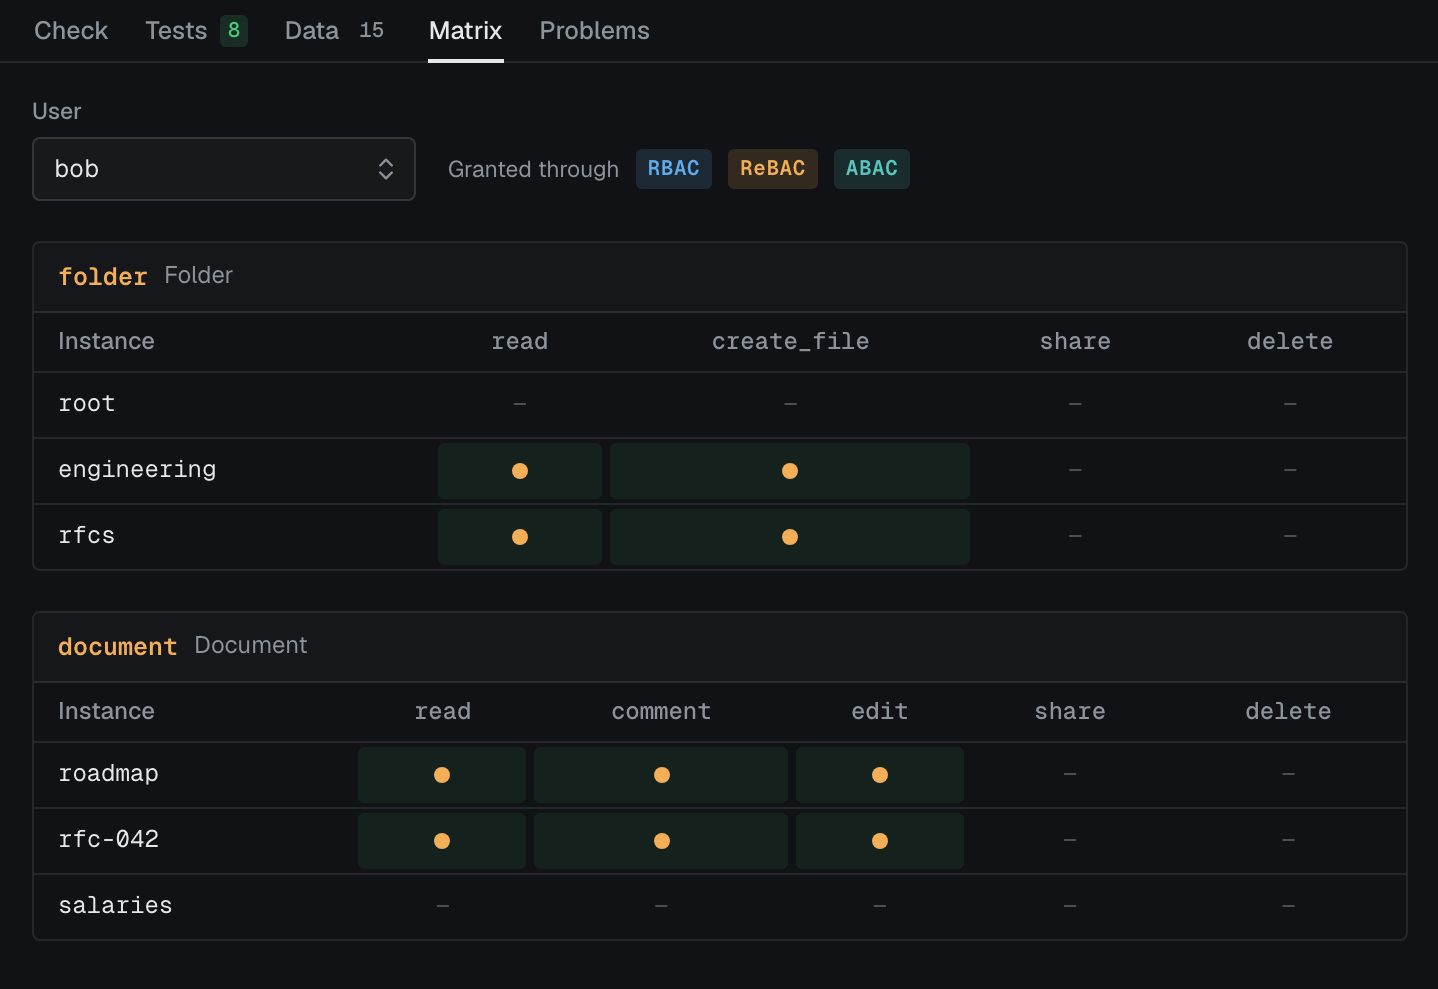 Check Tests 8 Data 15 Matrix Problems
User
bob
Granted through RBAC ReBAC ABAC
folder Folder
Instance read create_file share delete
root – – – –
engineering – –
rfcs – –
document Document
Instance read comment edit share delete
roadmap – –
rfc-042 – –
salaries – – – – –